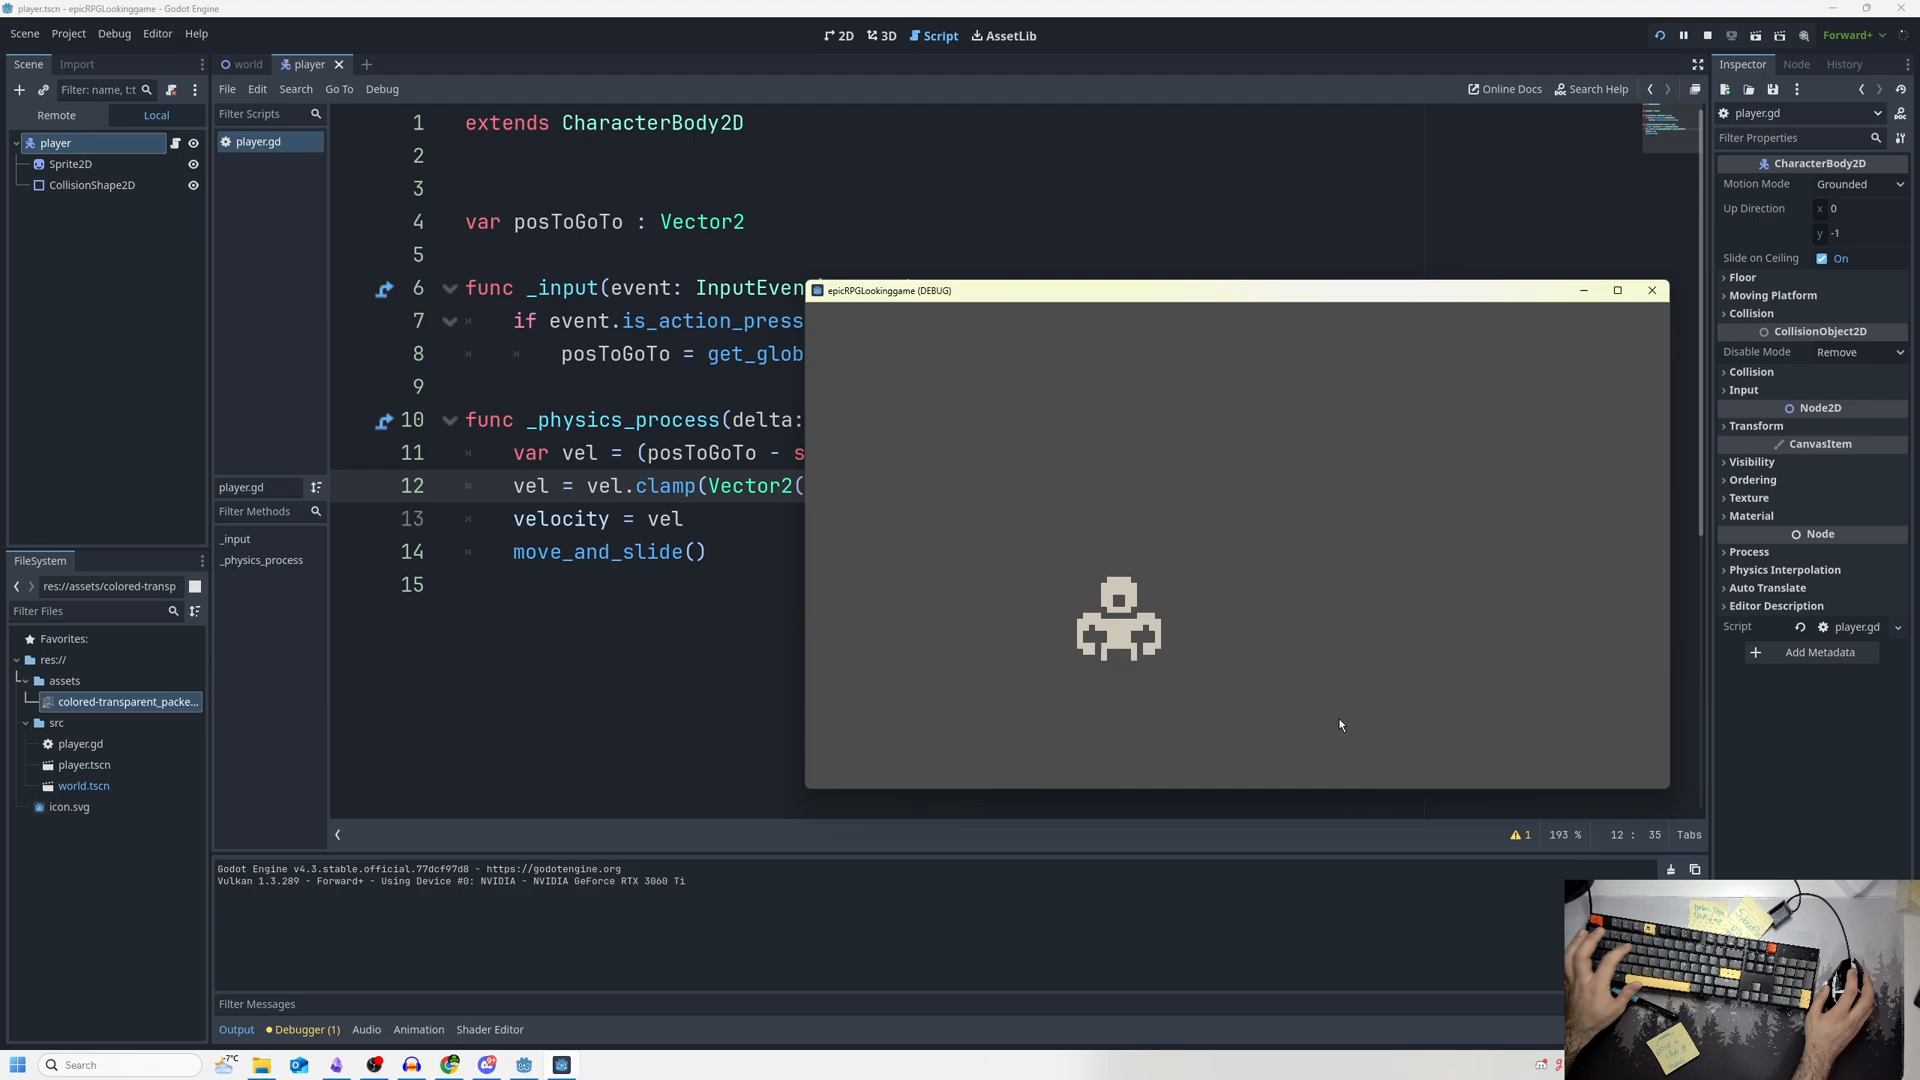 player.tscn - epicRPGLookinggame - Godot Engine
Scene Project Debug Editor Help
2D 3D Script AssetLib
Forward+
Scene Import
Filter: name, t:t
Remote Local
player
Sprite2D
CollisionShape2D
FileSystem
res://assets/colored-transp
Filter Files
Favorites:
res://
assets
colored-transparent_packe...
src
player.gd
player.tscn
world.tscn
icon.svg
world player
File Edit Search Go To Debug
Online Docs Search Help
Filter Scripts
player.gd
player.gd
Filter Methods
_input
_physics_process
1 extends CharacterBody2D
2
3
4 var posToGoTo : Vector2
5
6 func _input(event: InputEven
7 if event.is_action_press
8 posToGoTo = get_glob
9
10 func _physics_process(delta:
11 var vel = (posToGoTo - s
12 vel = vel.clamp(Vector2(
13 velocity = vel
14 move_and_slide()
15
epicRPGLookinggame (DEBUG)
1 193 % 12 : 35 Tabs
Godot Engine v4.3.stable.official.77dcf97d8 - https://godotengine.org
Vulkan 1.3.289 - Forward+ - Using Device #0: NVIDIA - NVIDIA GeForce RTX 3060 Ti
Filter Messages
Output Debugger (1) Audio Animation Shader Editor
Inspector Node History
player.gd
Filter Properties
CharacterBody2D
Motion Mode Grounded
Up Direction x 0
y -1
Slide on Ceiling On
Floor
Moving Platform
Collision
CollisionObject2D
Disable Mode Remove
Collision
Input
Node2D
Transform
CanvasItem
Visibility
Ordering
Texture
Material
Node
Process
Physics Interpolation
Auto Translate
Editor Description
Script player.gd
Add Metadata
Search
-7°C